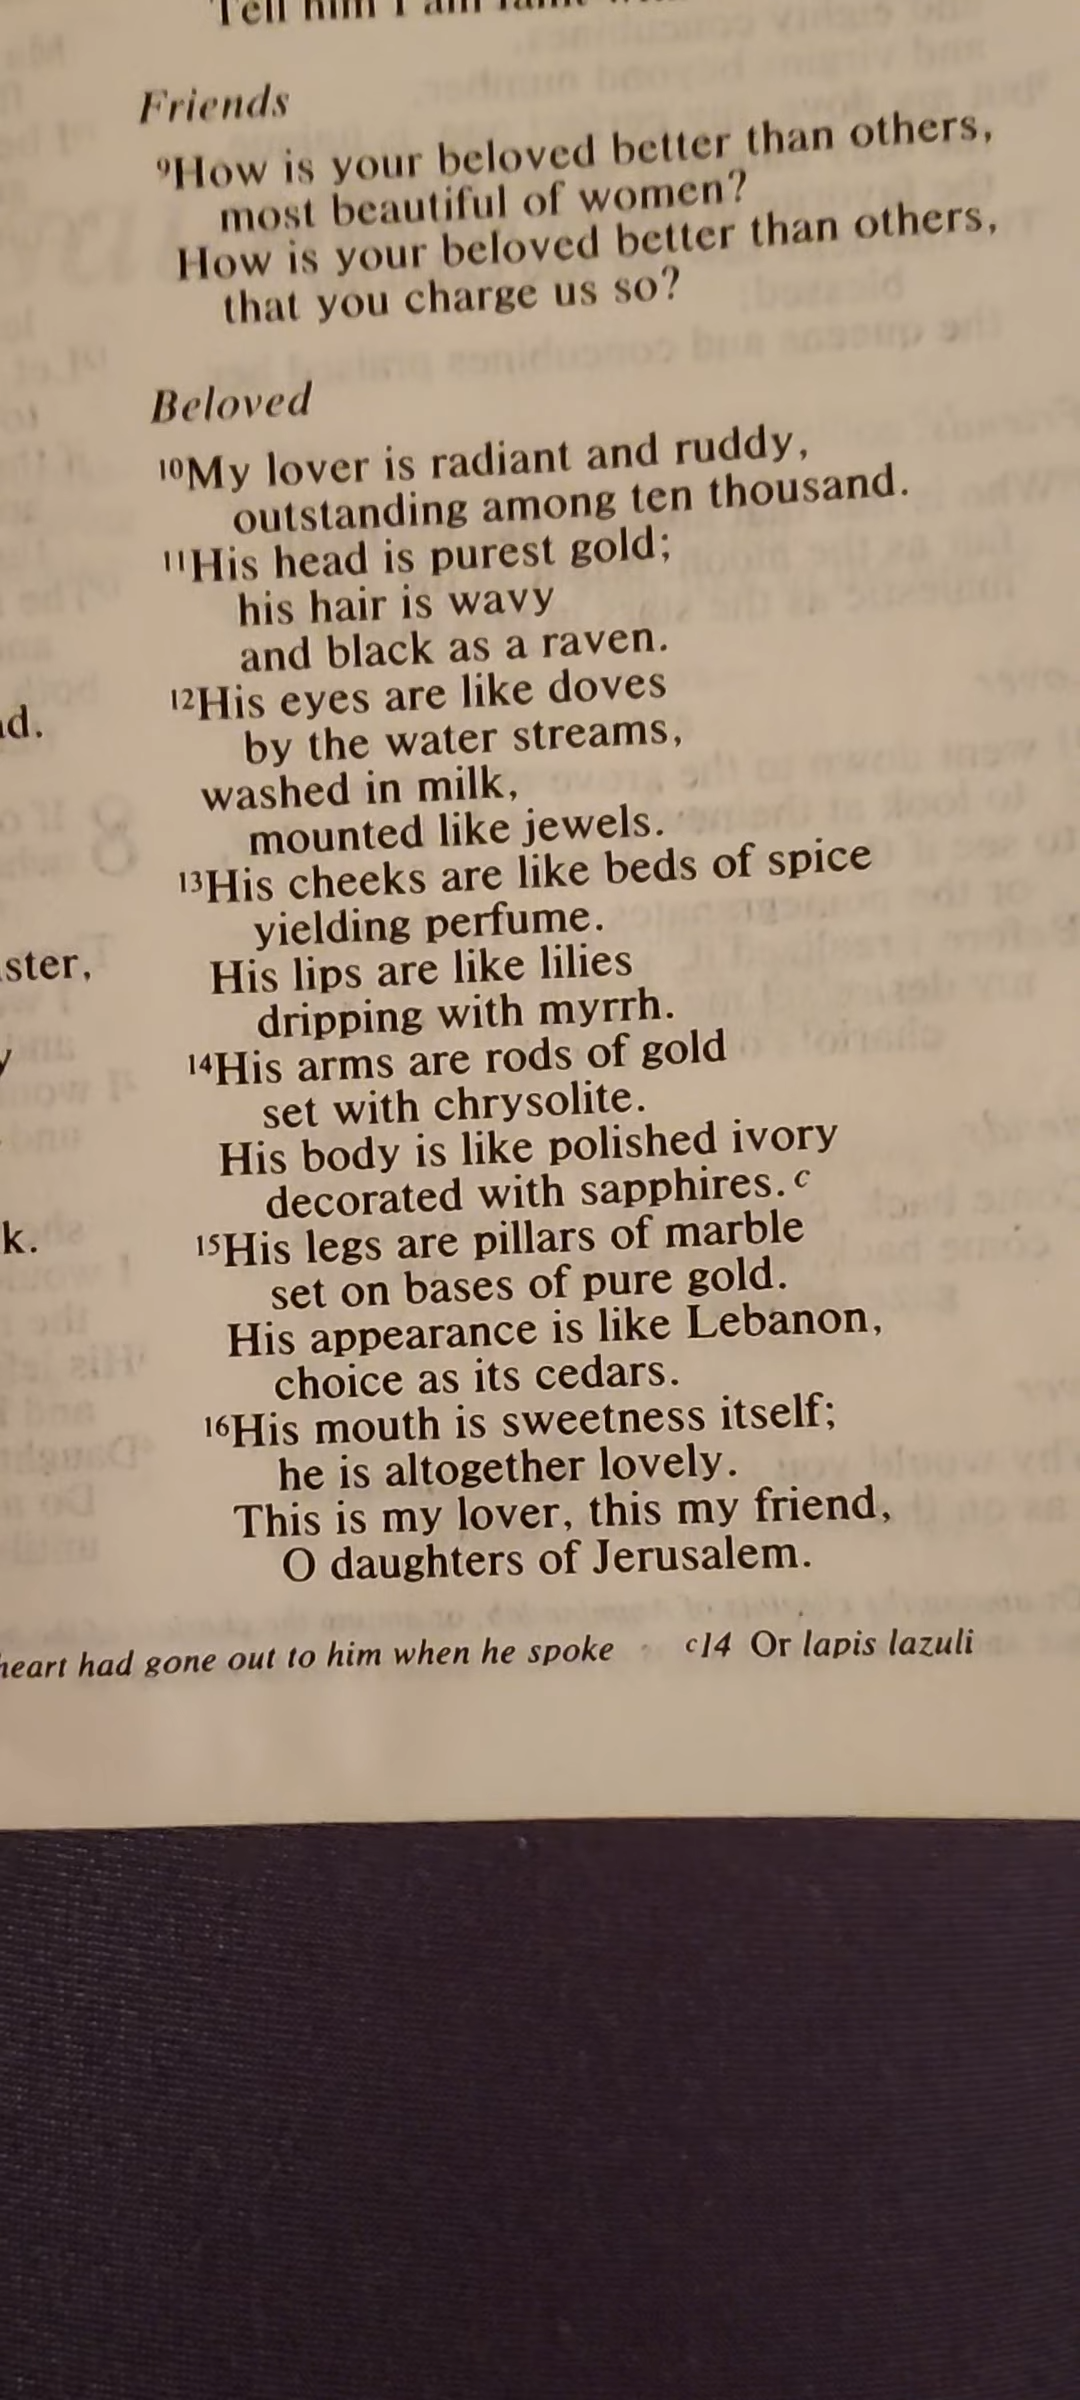 Tell him I am faint
Friends
⁹How is your beloved better than others,
most beautiful of women?
How is your beloved better than others,
that you charge us so?
Beloved
¹⁰My lover is radiant and ruddy,
outstanding among ten thousand.
¹¹His head is purest gold;
his hair is wavy
and black as a raven.
¹²His eyes are like doves
by the water streams,
washed in milk,
mounted like jewels.
¹³His cheeks are like beds of spice
yielding perfume.
His lips are like lilies
dripping with myrrh.
¹⁴His arms are rods of gold
set with chrysolite.
His body is like polished ivory
decorated with sapphires. c
¹⁵His legs are pillars of marble
set on bases of pure gold.
His appearance is like Lebanon,
choice as its cedars.
¹⁶His mouth is sweetness itself;
he is altogether lovely.
This is my lover, this my friend,
O daughters of Jerusalem.
heart had gone out to him when he spoke c14 Or lapis lazuli